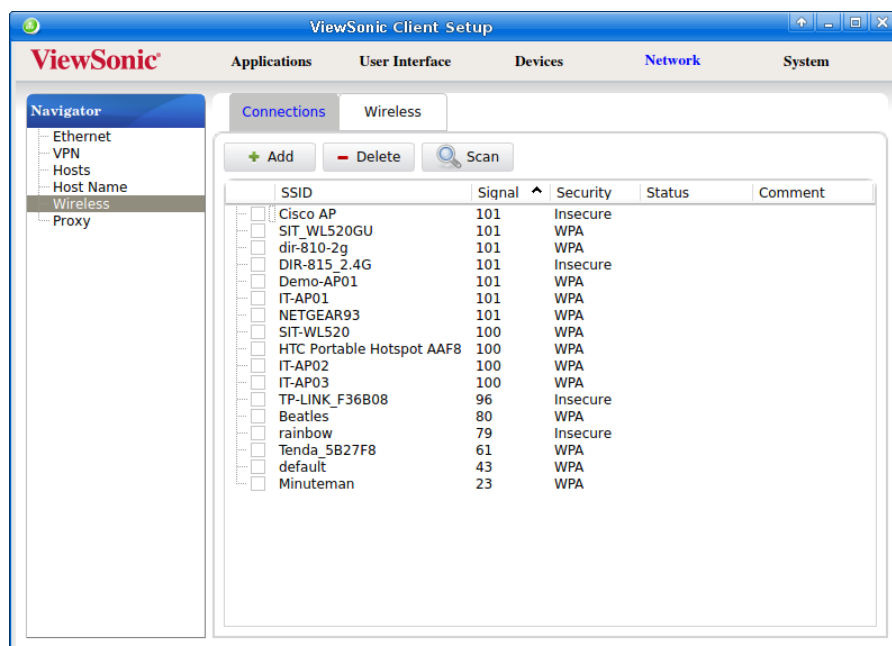 ViewSonic Client Setup
ViewSonic®
Applications User Interface Devices Network System
Navigator
Ethernet
VPN
Hosts
Host Name
Wireless
Proxy
Connections Wireless
Add Delete Scan
SSID Signal Security Status Comment
Cisco AP 101 Insecure
SIT_WL520GU 101 WPA
dir-810-2g 101 WPA
DIR-815_2.4G 101 Insecure
Demo-AP01 101 WPA
IT-AP01 101 WPA
NETGEAR93 101 WPA
SIT-WL520 100 WPA
HTC Portable Hotspot AAF8 100 WPA
IT-AP02 100 WPA
IT-AP03 100 WPA
TP-LINK_F36B08 96 Insecure
Beatles 80 WPA
rainbow 79 Insecure
Tenda_5B27F8 61 WPA
default 43 WPA
Minuteman 23 WPA